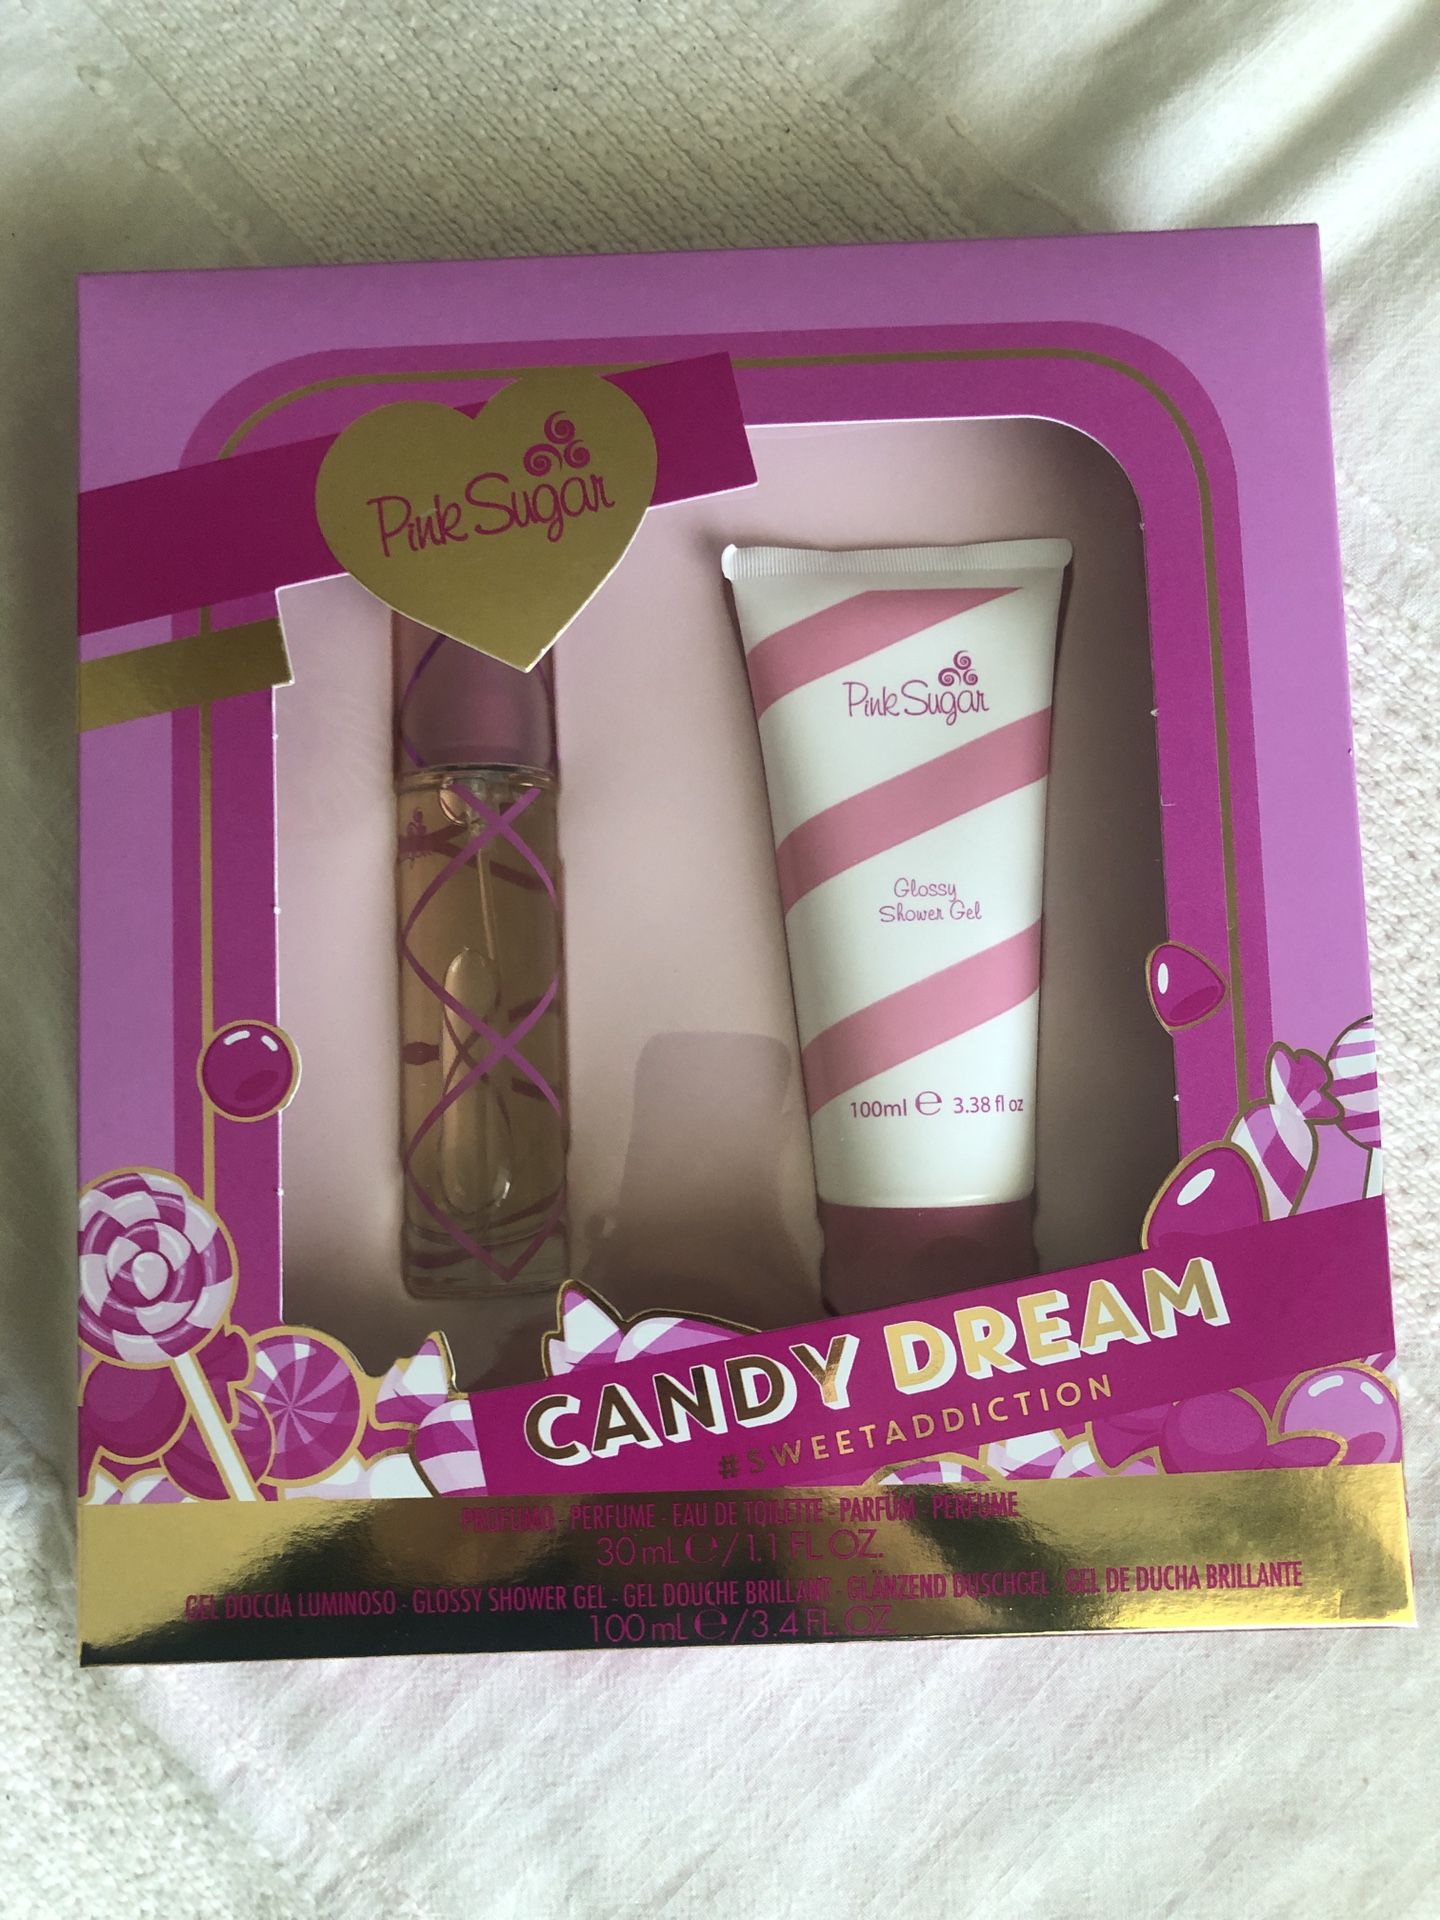 Pink Sugar
Pink Sugar
Glossy
Shower Gel
100ml e 3.38 fl oz
CANDY DREAM
#SWEETADDICTION
PROFUMO - PERFUME - EAU DE TOILETTE - PARFÜM - PERFUME
30 mL e / 1.1 FL OZ.
GEL DOCCIA LUMINOSO - GLOSSY SHOWER GEL - GEL DOUCHE BRILLANT - GLÄNZEND DUSCHGEL - GEL DE DUCHA BRILLANTE
100 mL e / 3.4 FL OZ.